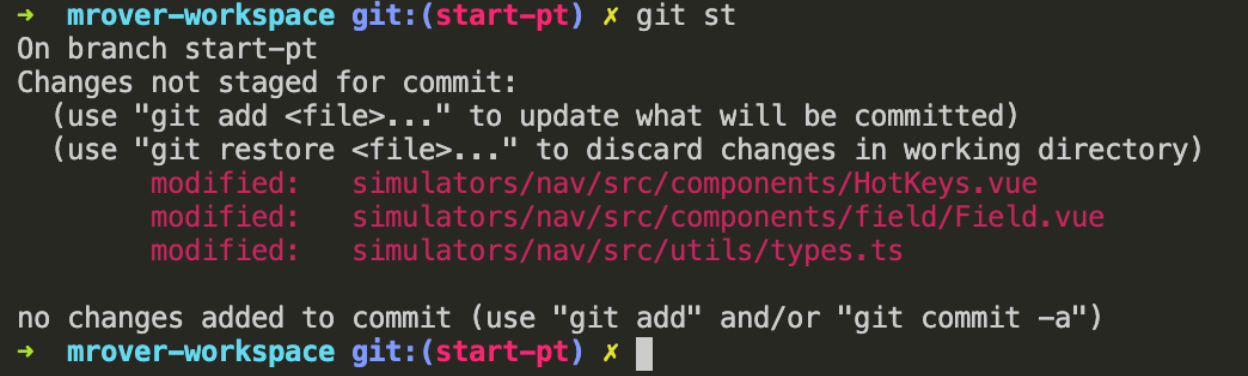 ➜  mrover-workspace git:(start-pt) ✗ git st
On branch start-pt
Changes not staged for commit:
  (use "git add <file>..." to update what will be committed)
  (use "git restore <file>..." to discard changes in working directory)
        modified:   simulators/nav/src/components/HotKeys.vue
        modified:   simulators/nav/src/components/field/Field.vue
        modified:   simulators/nav/src/utils/types.ts

no changes added to commit (use "git add" and/or "git commit -a")
➜  mrover-workspace git:(start-pt) ✗